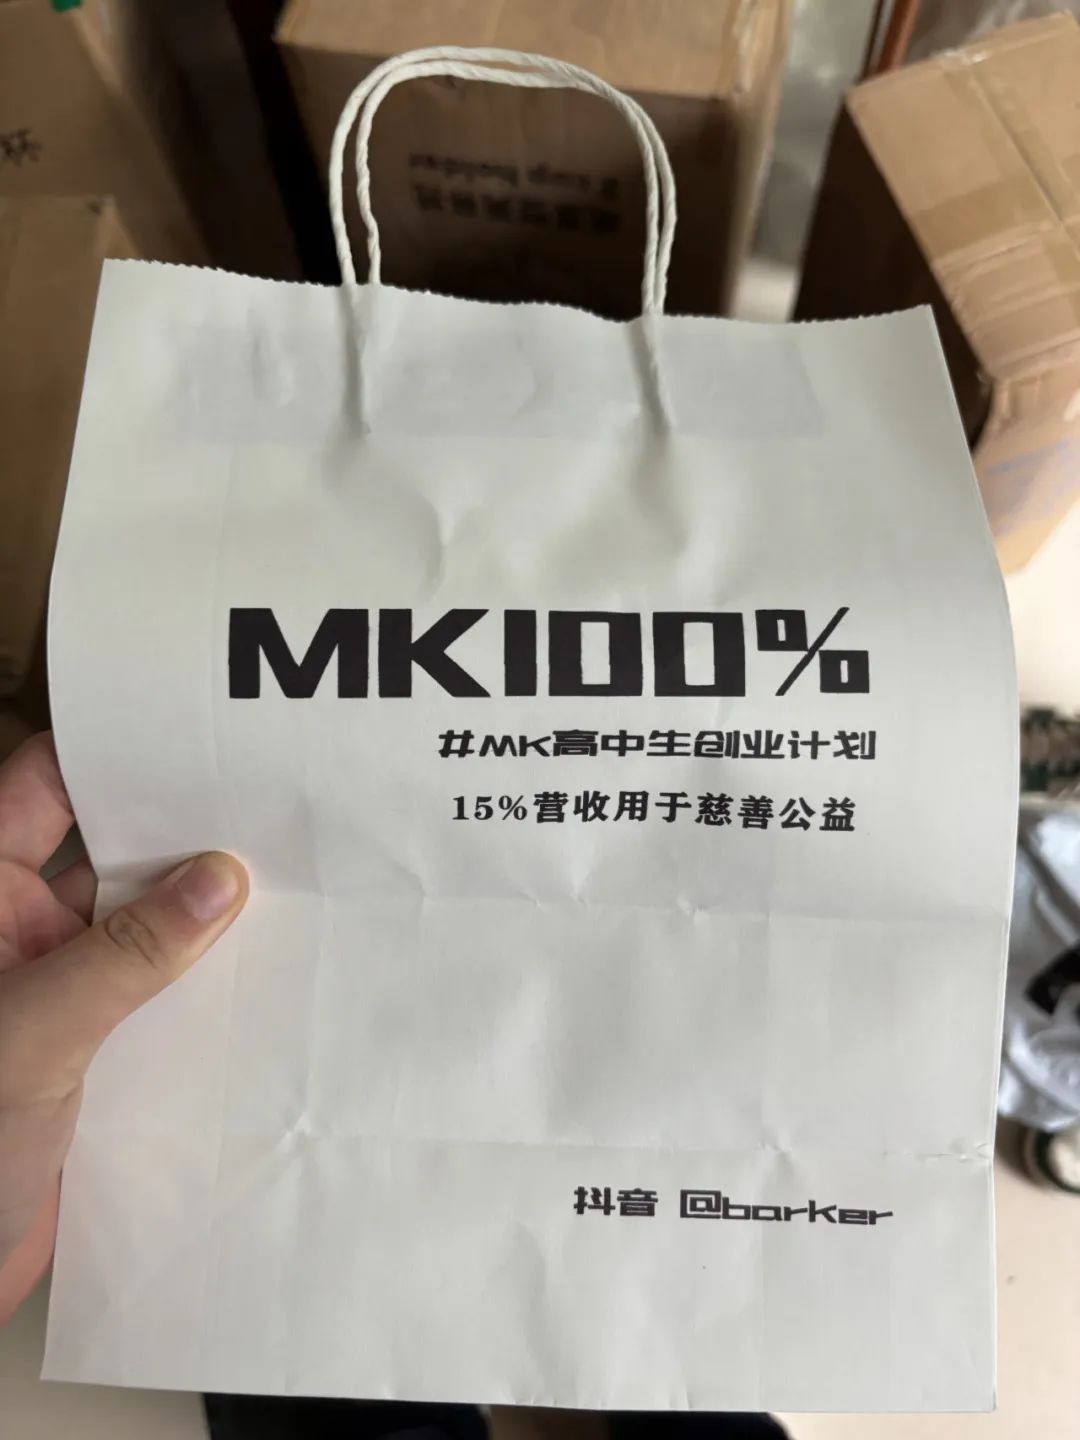 MK100%
#MK高中生创业计划
15%营收用于慈善公益
抖音 @barker